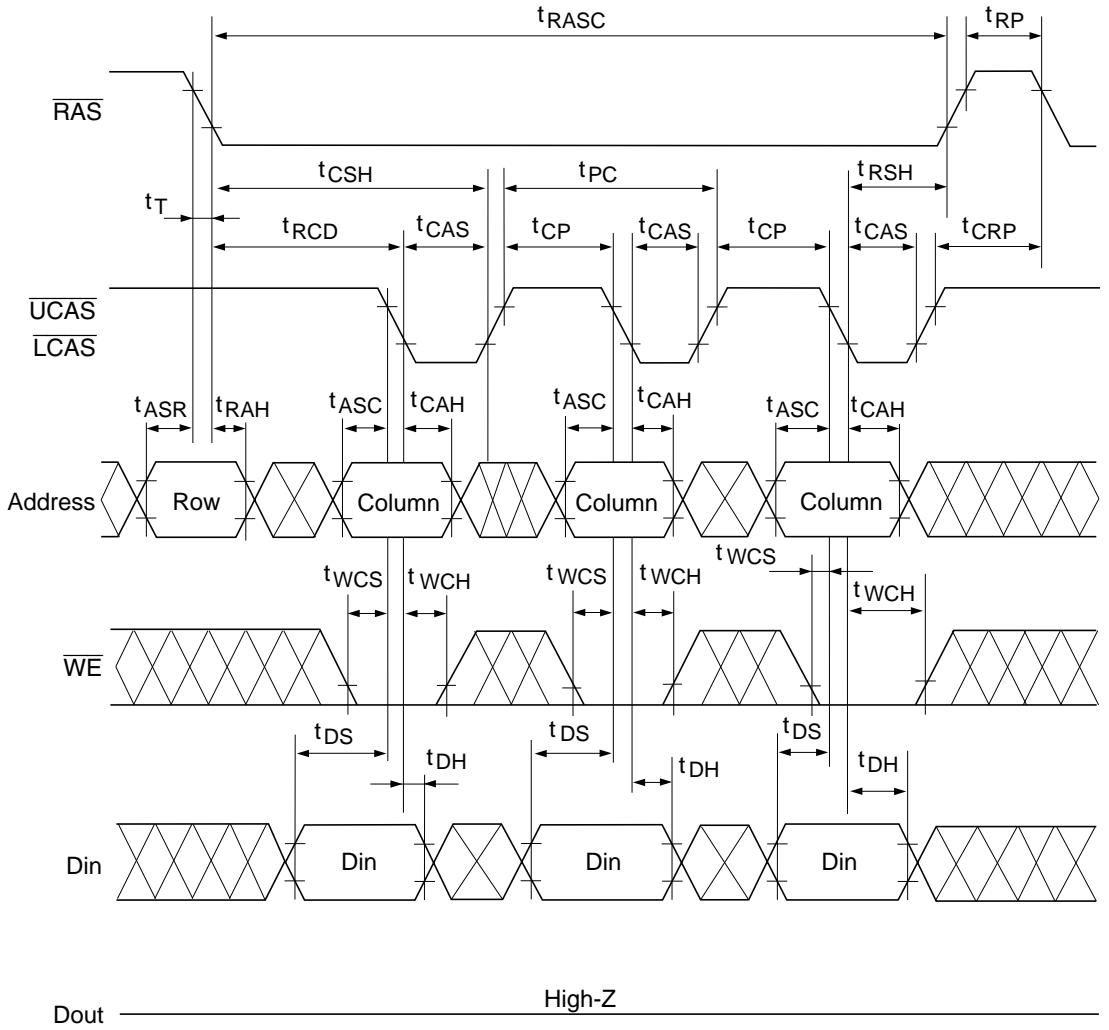 tRASC tRP
RAS
tCSH tPC tRSH
tT
tRCD tCAS tCP tCAS tCP tCAS tCRP
UCAS
LCAS
tASR tRAH tASC tCAH tASC tCAH tASC tCAH
Address Row Column Column Column
tWCS tWCH tWCS tWCH tWCS tWCH
WE
tDS tDH tDS tDH tDS tDH
Din Din Din Din
High-Z
Dout